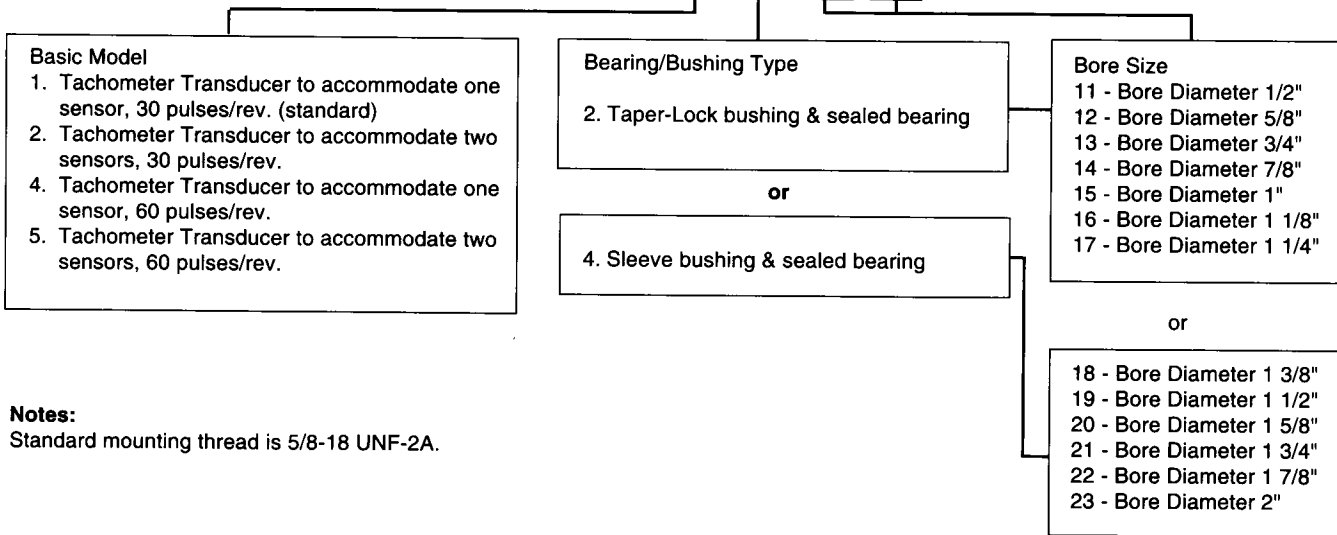 Basic Model
1. Tachometer Transducer to accommodate one
sensor, 30 pulses/rev. (standard)
2. Tachometer Transducer to accommodate two
sensors, 30 pulses/rev.
4. Tachometer Transducer to accommodate one
sensor, 60 pulses/rev.
5. Tachometer Transducer to accommodate two
sensors, 60 pulses/rev.
Bearing/Bushing Type
2. Taper-Lock bushing & sealed bearing
or
4. Sleeve bushing & sealed bearing
Bore Size
11 - Bore Diameter 1/2"
12 - Bore Diameter 5/8"
13 - Bore Diameter 3/4"
14 - Bore Diameter 7/8"
15 - Bore Diameter 1"
16 - Bore Diameter 1 1/8"
17 - Bore Diameter 1 1/4"
or
18 - Bore Diameter 1 3/8"
19 - Bore Diameter 1 1/2"
20 - Bore Diameter 1 5/8"
21 - Bore Diameter 1 3/4"
22 - Bore Diameter 1 7/8"
23 - Bore Diameter 2"
Notes:
Standard mounting thread is 5/8-18 UNF-2A.